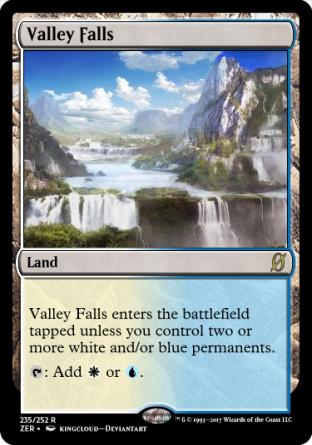 Valley Falls
Land
Valley Falls enters the battlefield
tapped unless you control two or
more white and/or blue permanents.
: Add or .
235/252 R
ZER • KINGCLOUD—DEVIANTART
™ & © 1993–2017 Wizards of the Coast LLC